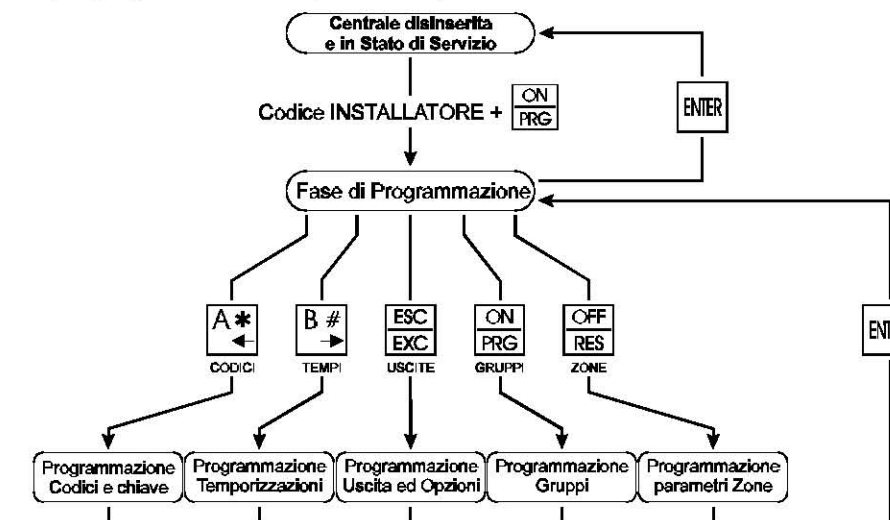 Centrale disinserita
e in Stato di Servizio
Codice INSTALLATORE +
ON
PRG
ENTER
Fase di Programmazione
A *
B #
ESC
EXC
ON
PRG
OFF
RES
CODICI
TEMPI
USCITE
GRUPPI
ZONE
Programmazione
Codici e chiave
Programmazione
Temporizzazioni
Programmazione
Uscita ed Opzioni
Programmazione
Gruppi
Programmazione
parametri Zone